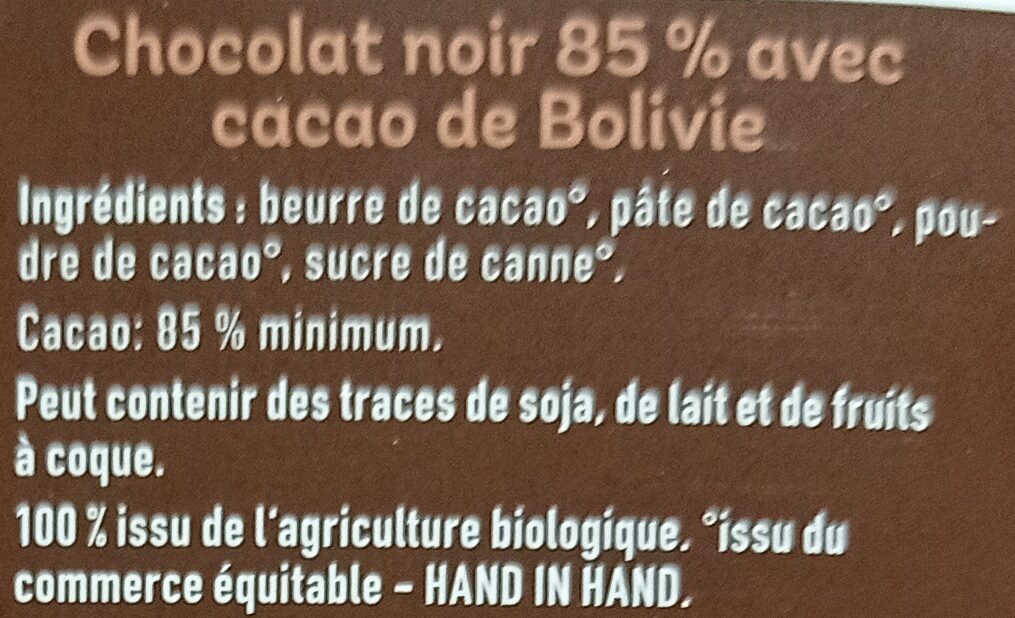 Chocolat noir 85 % avec
cacao de Bolivie
Ingrédients : beurre de cacao°, pâte de cacao°, pou-
dre de cacao°, sucre de canne°.
Cacao: 85 % minimum.
Peut contenir des traces de soja, de lait et de fruits
à coque.
100 % issu de l'agriculture biologique. °issu du
commerce équitable - HAND IN HAND.